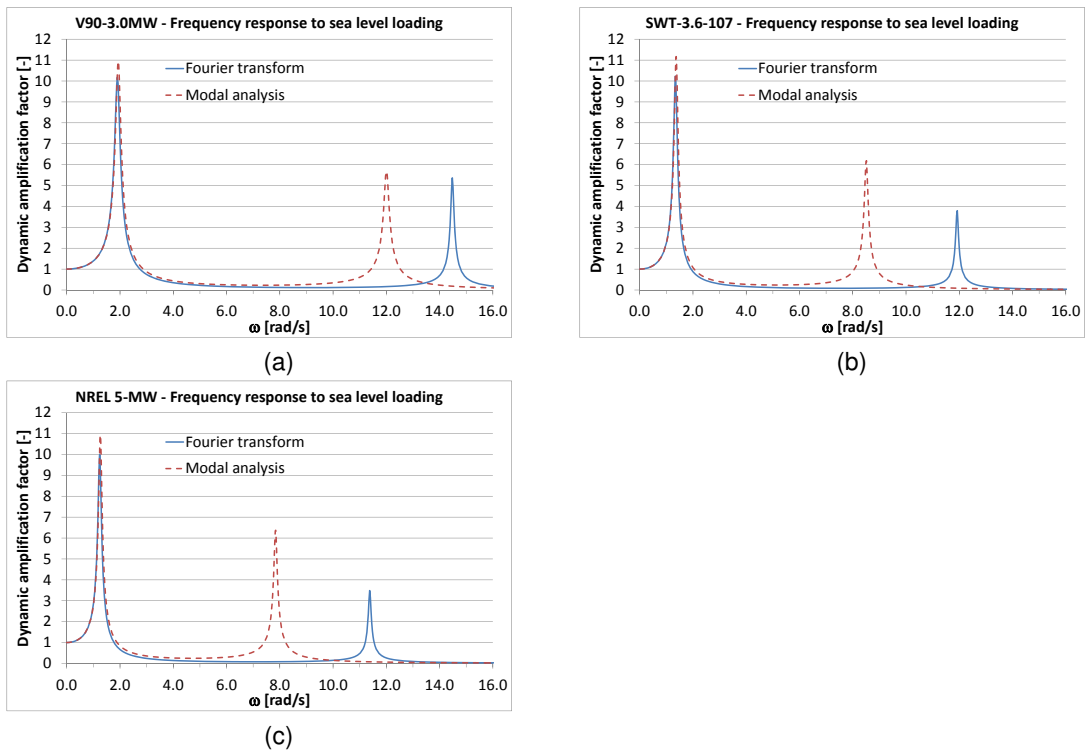 V90-3.0MW - Frequency response to sea level loading
Dynamic amplification factor [-]
12
11
10
9
8
7
6
5
4
3
2
1
0
Fourier transform
Modal analysis
0.0 2.0 4.0 6.0 8.0 10.0 12.0 14.0 16.0
ω [rad/s]
(a)
SWT-3.6-107 - Frequency response to sea level loading
Dynamic amplification factor [-]
12
11
10
9
8
7
6
5
4
3
2
1
0
Fourier transform
Modal analysis
0.0 2.0 4.0 6.0 8.0 10.0 12.0 14.0 16.0
ω [rad/s]
(b)
NREL 5-MW - Frequency response to sea level loading
Dynamic amplification factor [-]
12
11
10
9
8
7
6
5
4
3
2
1
0
Fourier transform
Modal analysis
0.0 2.0 4.0 6.0 8.0 10.0 12.0 14.0 16.0
ω [rad/s]
(c)